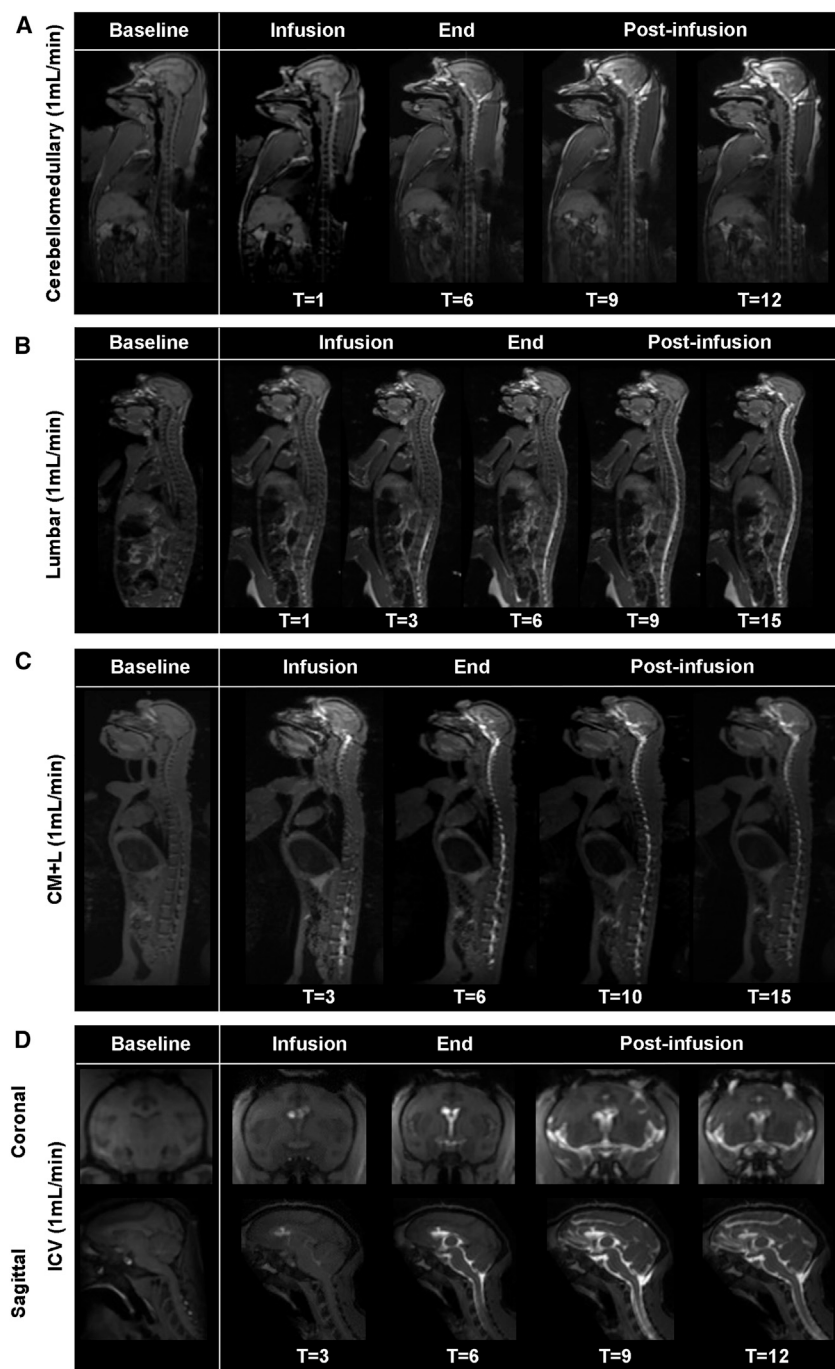 A
Baseline Infusion End Post-infusion
Cerebellomedullary (1mL/min)
T=1 T=6 T=9 T=12
B
Baseline Infusion End Post-infusion
Lumbar (1mL/min)
T=1 T=3 T=6 T=9 T=15
C
Baseline Infusion End Post-infusion
CM+L (1mL/min)
T=3 T=6 T=10 T=15
D
Baseline Infusion End Post-infusion
Coronal
ICV (1mL/min)
Sagittal
T=3 T=6 T=9 T=12